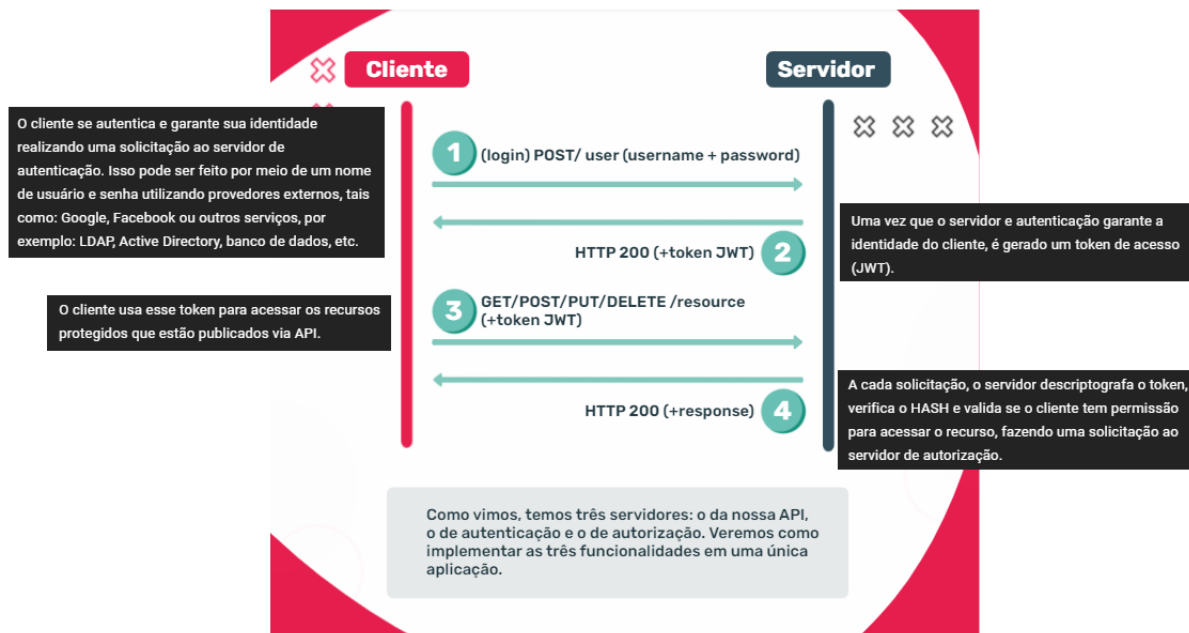 Cliente
Servidor
O cliente se autentica e garante sua identidade
realizando uma solicitação ao servidor de
autenticação. Isso pode ser feito por meio de um nome
de usuário e senha utilizando provedores externos, tais
como: Google, Facebook ou outros serviços, por
exemplo: LDAP, Active Directory, banco de dados, etc.
1
(login) POST/ user (username + password)
HTTP 200 (+token JWT)
2
Uma vez que o servidor e autenticação garante a
identidade do cliente, é gerado um token de acesso
(JWT).
O cliente usa esse token para acessar os recursos
protegidos que estão publicados via API.
3
GET/POST/PUT/DELETE /resource
(+token JWT)
HTTP 200 (+response)
4
A cada solicitação, o servidor descriptografa o token,
verifica o HASH e valida se o cliente tem permissão
para acessar o recurso, fazendo uma solicitação ao
servidor de autorização.
Como vimos, temos três servidores: o da nossa API,
o de autenticação e o de autorização. Veremos como
implementar as três funcionalidades em uma única
aplicação.